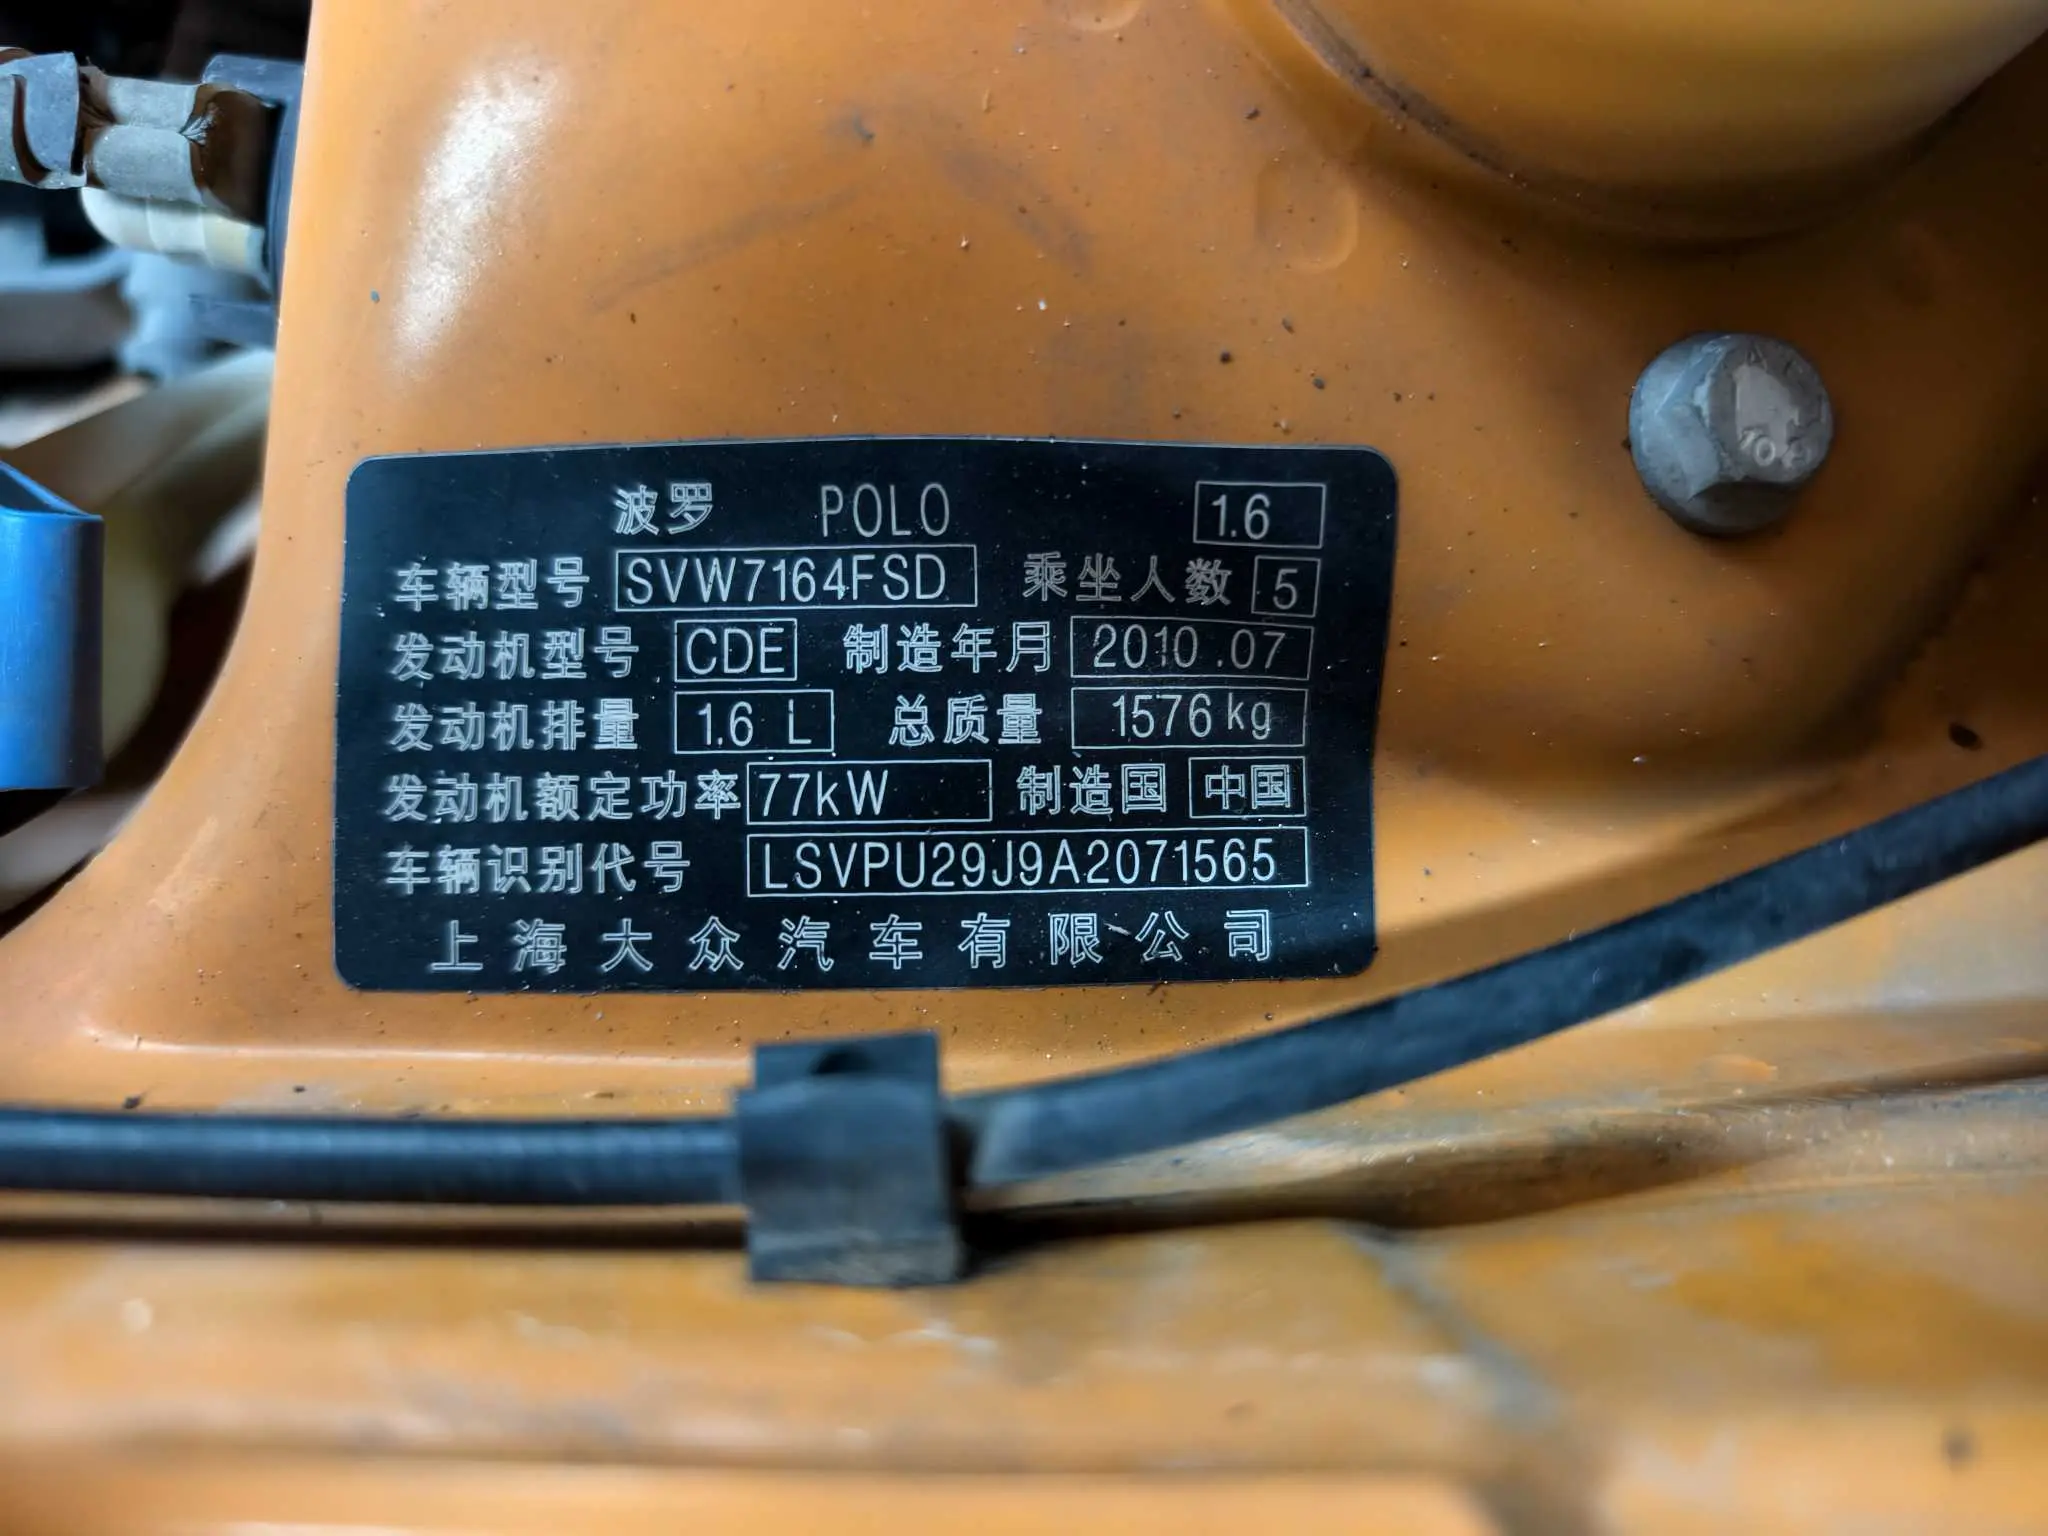 波罗 POLO 1.6
车辆型号 SVW7164FSD 乘坐人数 5
发动机型号 CDE 制造年月 2010.07
发动机排量 1.6 L 总质量 1576kg
发动机额定功率 77kW 制造国 中国
车辆识别代号 LSVPU29J9A2071565
上海大众汽车有限公司